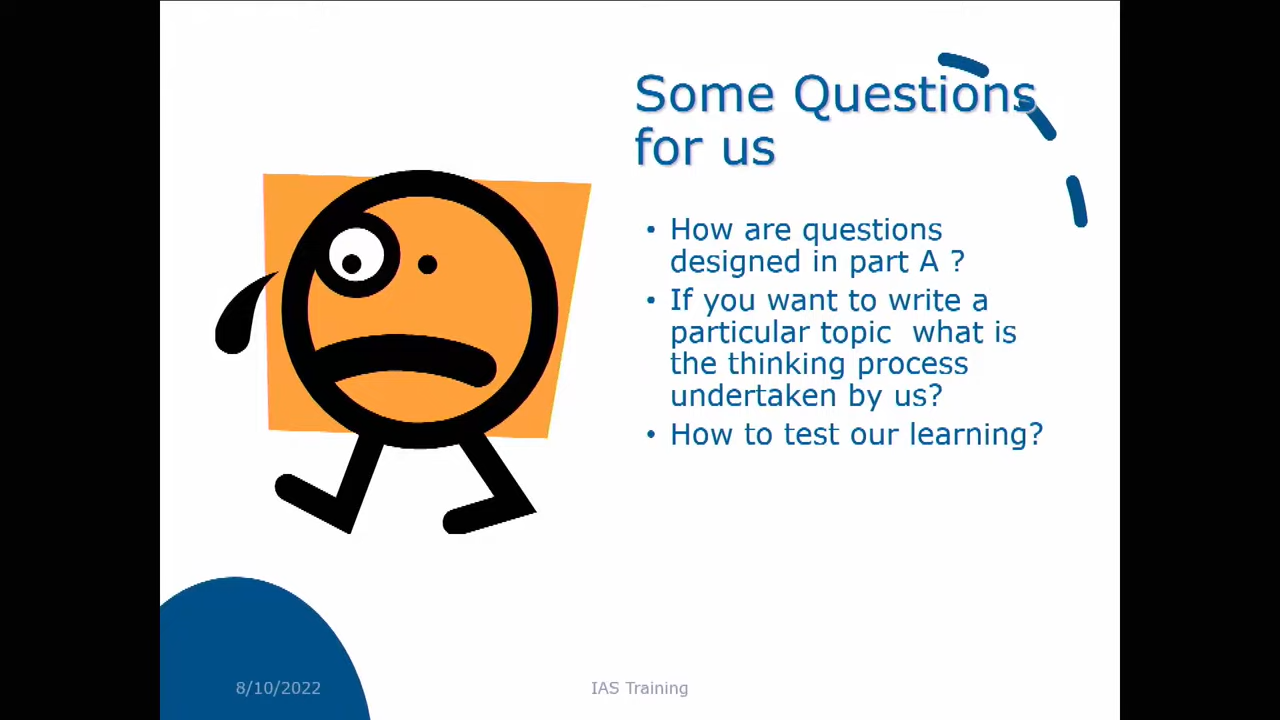 Some Questions
for us
• How are questions
designed in part A ?
• If you want to write a
particular topic  what is
the thinking process
undertaken by us?
• How to test our learning?
8/10/2022
IAS Training